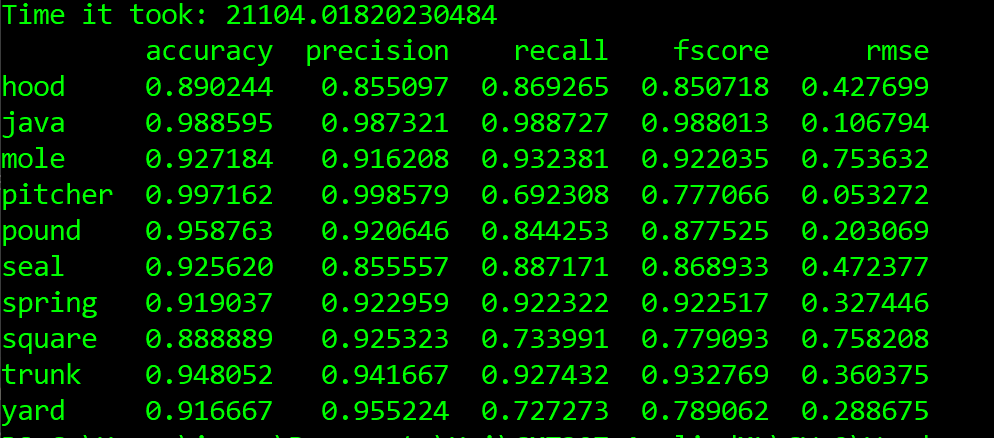 Time it took: 21104.01820230484
accuracy precision recall fscore rmse
hood 0.890244 0.855097 0.869265 0.850718 0.427699
java 0.988595 0.987321 0.988727 0.988013 0.106794
mole 0.927184 0.916208 0.932381 0.922035 0.753632
pitcher 0.997162 0.998579 0.692308 0.777066 0.053272
pound 0.958763 0.920646 0.844253 0.877525 0.203069
seal 0.925620 0.855557 0.887171 0.868933 0.472377
spring 0.919037 0.922959 0.922322 0.922517 0.327446
square 0.888889 0.925323 0.733991 0.779093 0.758208
trunk 0.948052 0.941667 0.927432 0.932769 0.360375
yard 0.916667 0.955224 0.727273 0.789062 0.288675